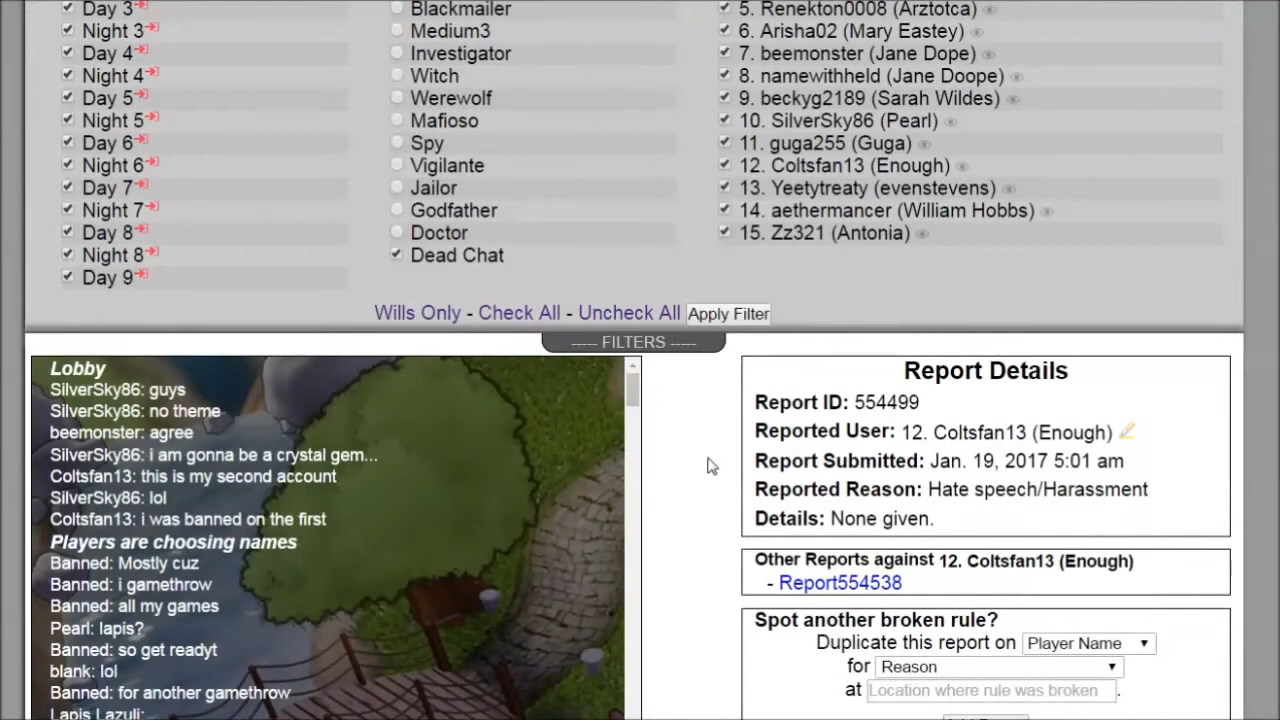 Day 3
Night 3
Day 4
Night 4
Day 5
Night 5
Day 6
Night 6
Day 7
Night 7
Day 8
Night 8
Day 9
Blackmailer
Medium3
Investigator
Witch
Werewolf
Mafioso
Spy
Vigilante
Jailor
Godfather
Doctor
Dead Chat
5. Renekton0008 (Arztotca)
6. Arisha02 (Mary Eastey)
7. beemonster (Jane Dope)
8. namewithheld (Jane Doope)
9. beckyg2189 (Sarah Wildes)
10. SilverSky86 (Pearl)
11. guga255 (Guga)
12. Coltsfan13 (Enough)
13. Yeetytreaty (evenstevens)
14. aethermancer (William Hobbs)
15. Zz321 (Antonia)
Wills Only - Check All - Uncheck All Apply Filter
----- FILTERS -----
Lobby
SilverSky86: guys
SilverSky86: no theme
beemonster: agree
SilverSky86: i am gonna be a crystal gem...
Coltsfan13: this is my second account
SilverSky86: lol
Coltsfan13: i was banned on the first
Players are choosing names
Banned: Mostly cuz
Banned: i gamethrow
Banned: all my games
Pearl: lapis?
Banned: so get readyt
blank: lol
Banned: for another gamethrow
Lapis Lazuli:
Report Details
Report ID: 554499
Reported User: 12. Coltsfan13 (Enough)
Report Submitted: Jan. 19, 2017 5:01 am
Reported Reason: Hate speech/Harassment
Details: None given.
Other Reports against 12. Coltsfan13 (Enough)
- Report554538
Spot another broken rule?
Duplicate this report on Player Name
for Reason
at Location where rule was broken .